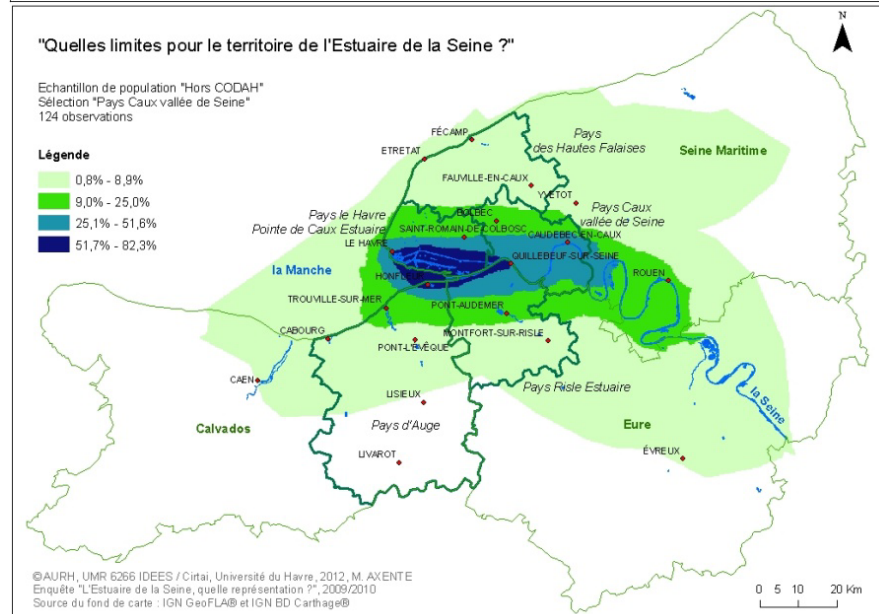 "Quelles limites pour le territoire de l'Estuaire de la Seine ?"
N
Echantillon de population "Hors CODAH"
Sélection "Pays Caux vallée de Seine"
124 observations
Légende
0,8% - 8,9%
9,0% - 25,0%
25,1% - 51,6%
51,7% - 82,3%
FÉCAMP
ETRETAT
Pays
des Hautes Falaises
Seine Maritime
FAUVILLE-EN-CAUX
YVETOT
Pays Caux
vallée de Seine
Pays le Havre
Pointe de Caux Estuaire
BOLBEC
SAINT-ROMAIN-DE-COLBOSC
CAUDEBEC-EN-CAUX
LE HAVRE
QUILLEBEUF-SUR-SEINE
la Manche
HONFLEUR
ROUEN
TROUVILLE-SUR-MER
PONT-AUDEMER
CABOURG
MONTFORT-SUR-RISLE
PONT-L'EVÊQUE
CAEN
Pays Risle Estuaire
la Seine
LISIEUX
Calvados
Pays d'Auge
Eure
LIVAROT
ÉVREUX
©AURH, UMR 6266 IDEES / Cirtai, Université du Havre, 2012, M. AXENTE
Enquête "L'Estuaire de la Seine, quelle représentation ?", 2009/2010
Source du fond de carte : IGN GeoFLA® et IGN BD Carthage®
0 5 10 20 Km